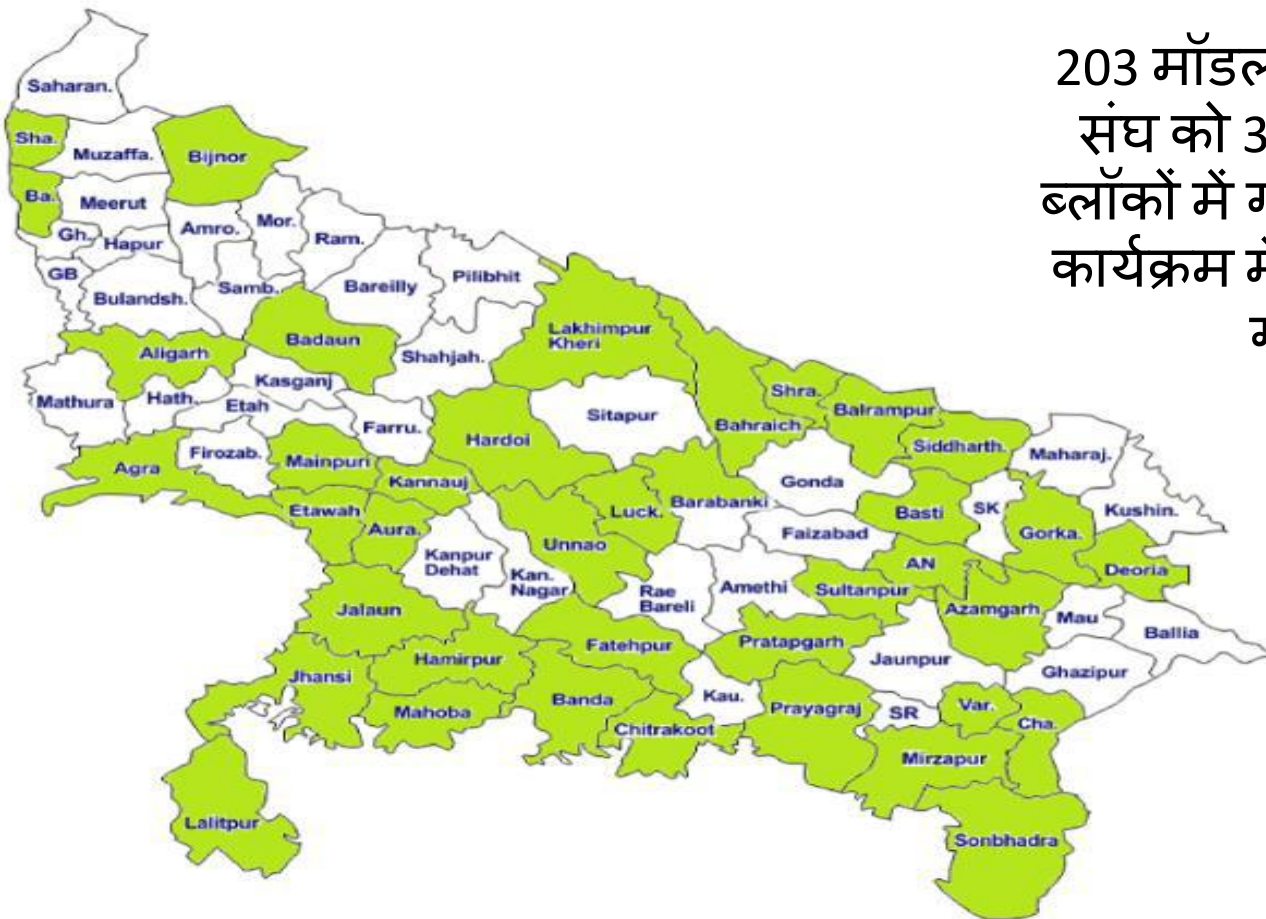 203 मॉडल
संघ को 3
ब्लॉकों में ग
कार्यक्रम में
म
Saharan.
Sha.
Muzaffa.
Bijnor
Ba.
Meerut
Gh.
Hapur
Amro.
Mor.
Ram.
GB
Bulandsh.
Samb.
Bareilly
Pilibhit
Aligarh
Badaun
Shahjah.
Lakhimpur
Kheri
Mathura
Hath.
Kasganj
Etah
Farru.
Sitapur
Shra.
Bahraich
Balrampur
Siddharth.
Maharaj.
Agra
Firozab.
Mainpuri
Kannauj
Hardoi
Gonda
Kushin.
Etawah
Aura.
Luck.
Barabanki
Faizabad
Basti
SK
Gorka.
Deoria
Kanpur
Dehat
Kan.
Nagar
Unnao
Rae
Bareli
Amethi
Sultanpur
AN
Azamgarh
Mau
Ballia
Jalaun
Fatehpur
Pratapgarh
Jaunpur
Ghazipur
Jhansi
Hamirpur
Mahoba
Banda
Chitrakoot
Kau.
Prayagraj
SR
Var.
Cha.
Mirzapur
Lalitpur
Sonbhadra